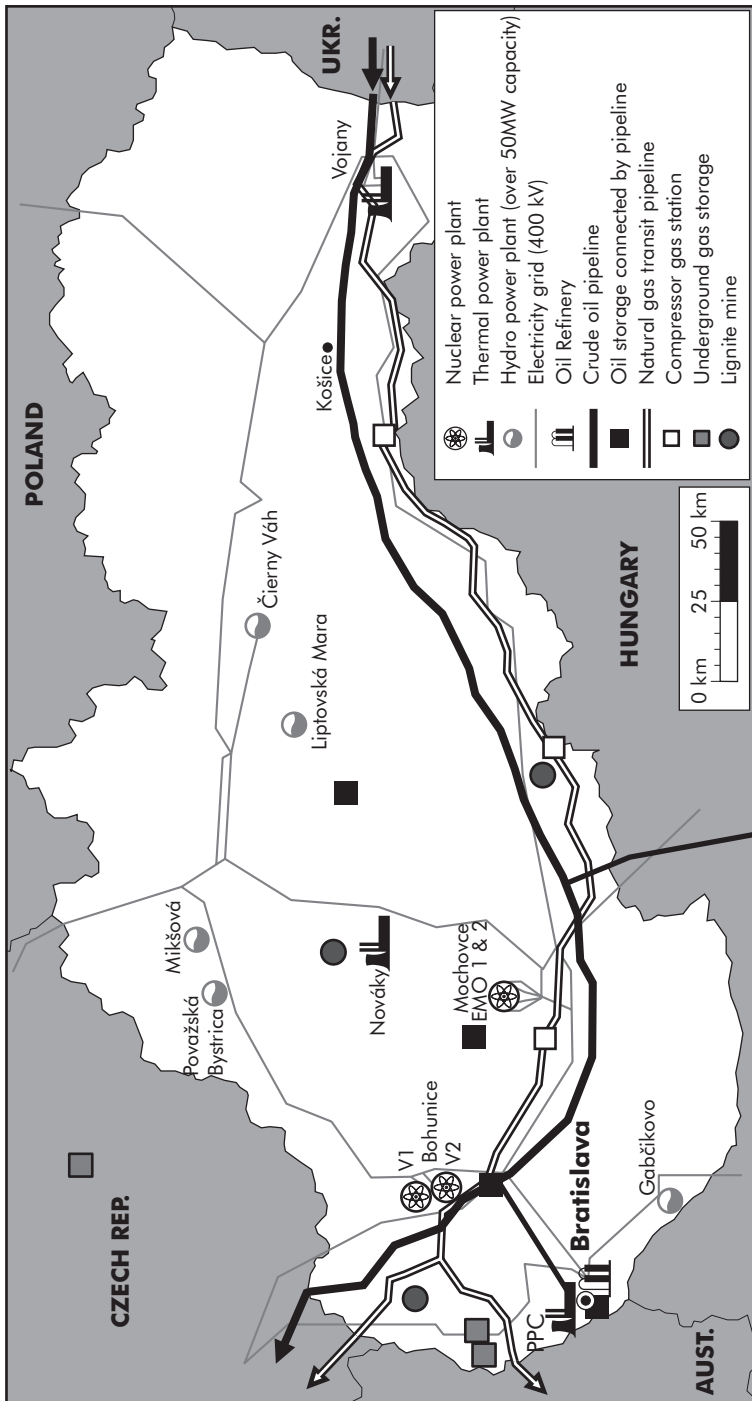 POLAND
CZECH REP.
UKR.
HUNGARY
AUST.
Vojany
Košice
Čierny Váh
Liptovská Mara
Mikšová
Považská
Bystrica
Nováky
Mochovce
EMO 1 & 2
V1
Bohunice
V2
Bratislava
Gabčikovo
PPC
Nuclear power plant
Thermal power plant
Hydro power plant (over 50MW capacity)
Electricity grid (400 kV)
Oil Refinery
Crude oil pipeline
Oil storage connected by pipeline
Natural gas transit pipeline
Compressor gas station
Underground gas storage
Lignite mine
0 km 25 50 km